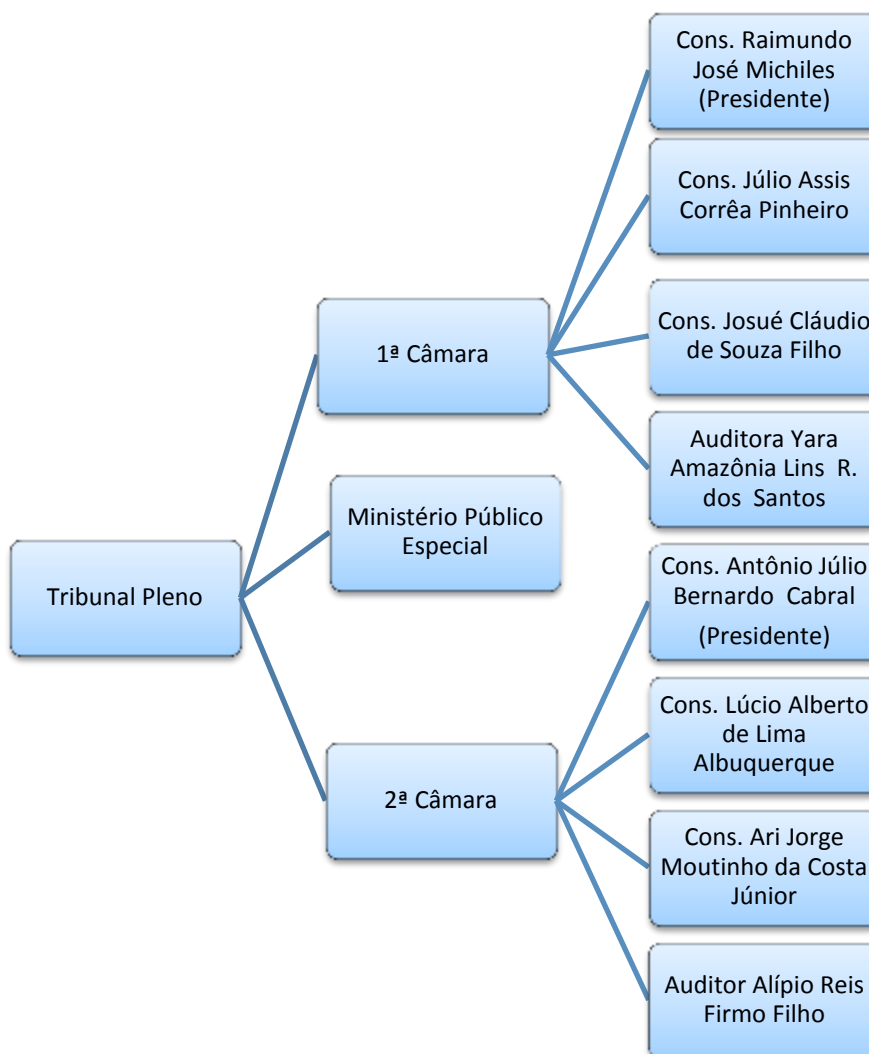 Tribunal Pleno
1ª Câmara
Cons. Raimundo
José Michiles
(Presidente)
Cons. Júlio Assis
Corrêa Pinheiro
Cons. Josué Cláudio
de Souza Filho
Auditora Yara
Amazônia Lins R.
dos Santos
Ministério Público
Especial
2ª Câmara
Cons. Antônio Júlio
Bernardo Cabral
(Presidente)
Cons. Lúcio Alberto
de Lima
Albuquerque
Cons. Ari Jorge
Moutinho da Costa
Júnior
Auditor Alípio Reis
Firmo Filho